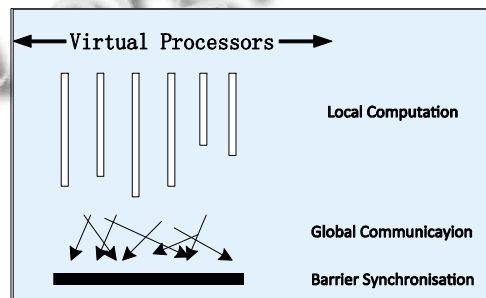 Virtual Processors
Local Computation
Global Communicayion
Barrier Synchronisation